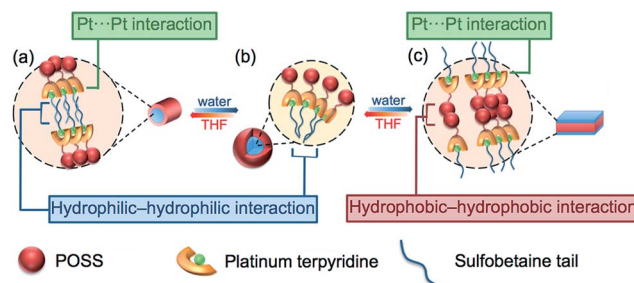 Pt···Pt interaction
Pt···Pt interaction
(a)
(b)
(c)
water
THF
water
THF
Hydrophilic–hydrophilic interaction
Hydrophobic–hydrophobic interaction
POSS
Platinum terpyridine
Sulfobetaine tail